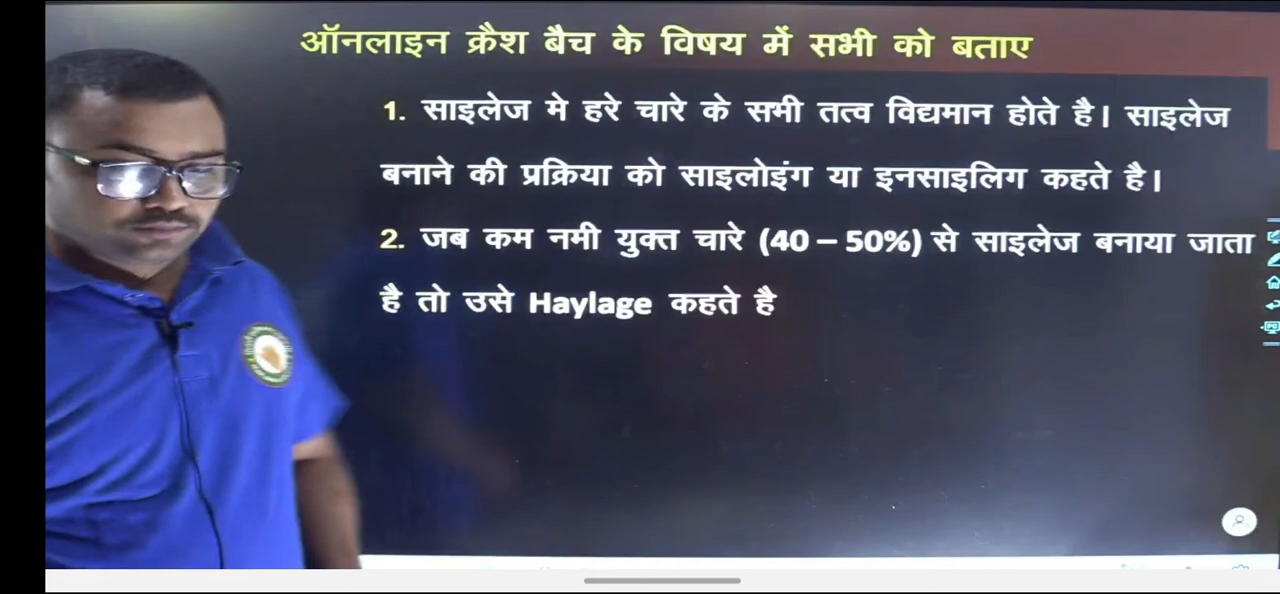 ऑनलाइन क्रैश बैच के विषय में सभी को बताए
1. साइलेज मे हरे चारे के सभी तत्व विद्यमान होते है। साइलेज
बनाने की प्रक्रिया को साइलोइंग या इनसाइलिग कहते है।
2. जब कम नमी युक्त चारे (40 – 50%) से साइलेज बनाया जाता
है तो उसे Haylage कहते है